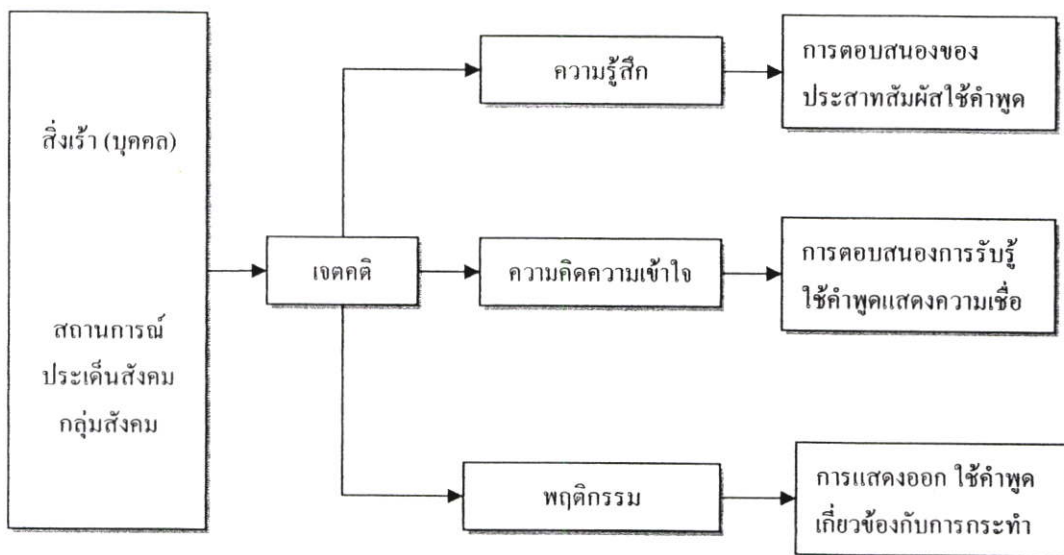 สิ่งเร้า (บุคคล)
สถานการณ์
ประเด็นสังคม
กลุ่มสังคม
เจตคติ
ความรู้สึก
การตอบสนองของ
ประสาทสัมผัสใช้คำพูด
ความคิดความเข้าใจ
การตอบสนองการรับรู้
ใช้คำพูดแสดงความเชื่อ
พฤติกรรม
การแสดงออก ใช้คำพูด
เกี่ยวข้องกับการกระทำ